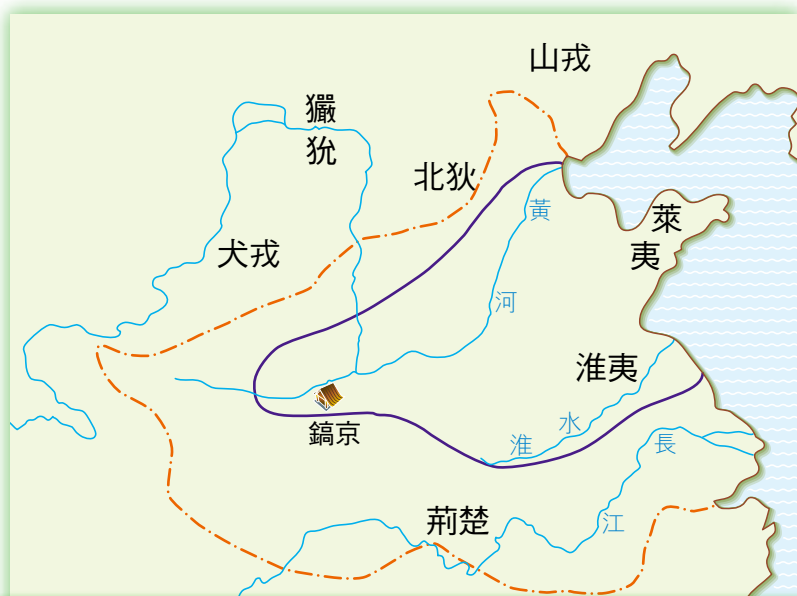 山戎
玁
狁
北狄
黃
河
萊
夷
犬戎
淮夷
鎬京
淮
水
長
江
荊楚